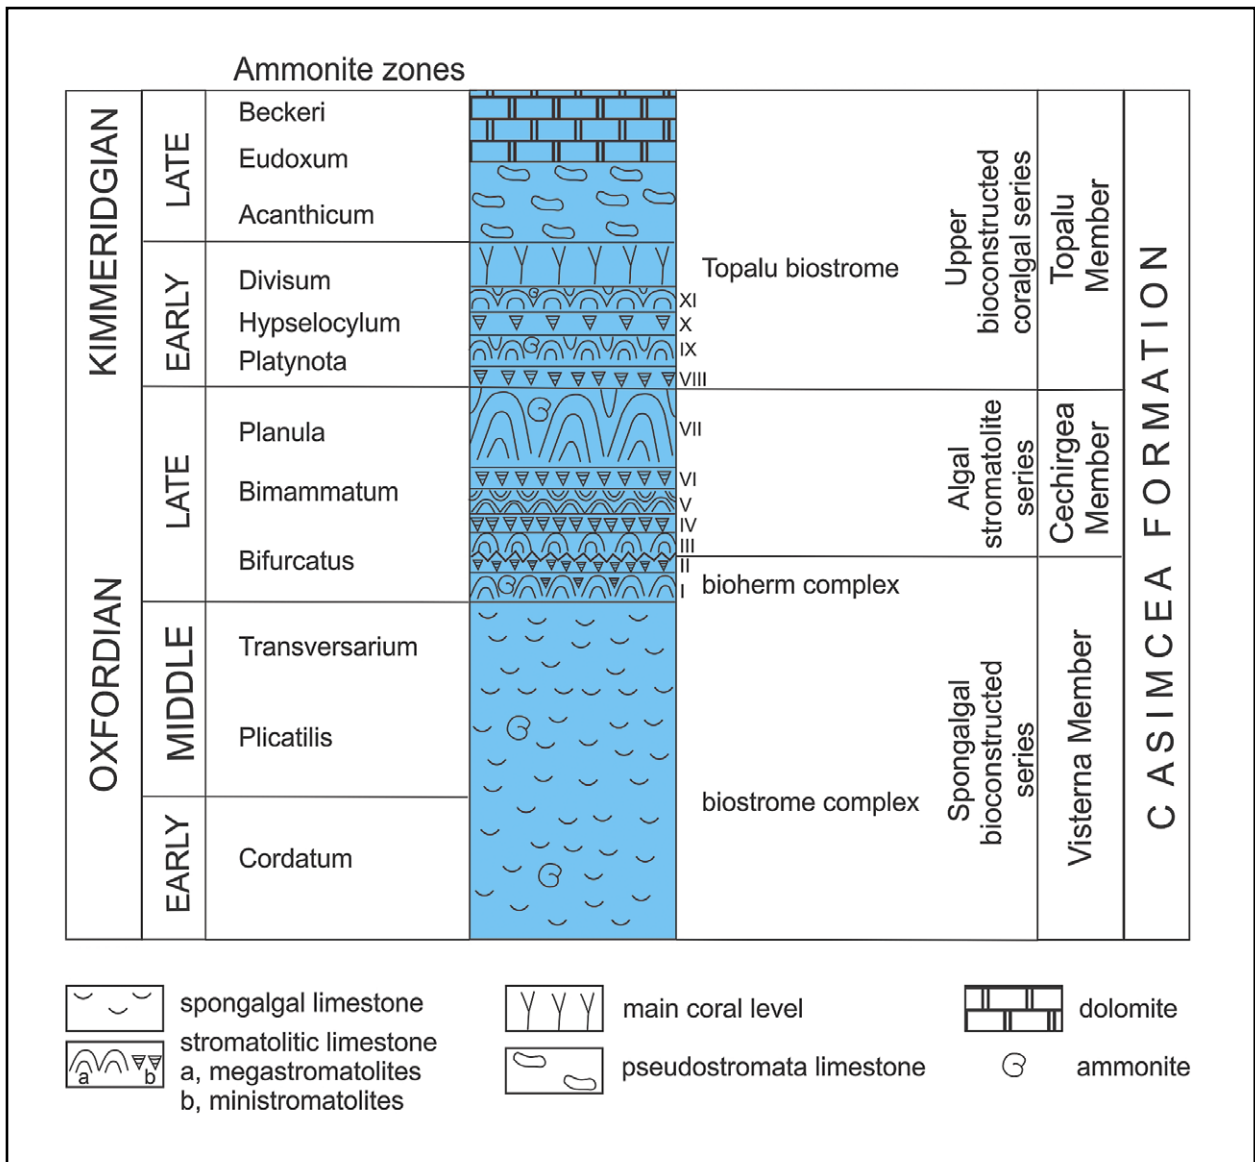 Ammonite zones
KIMMERIDGIAN
OXFORDIAN
LATE
EARLY
LATE
MIDDLE
EARLY
Beckeri
Eudoxum
Acanthicum
Divisum
Hypselocylum
Platynota
Planula
Bimammatum
Bifurcatus
Transversarium
Plicatilis
Cordatum
XI
X
IX
VIII
VII
VI
V
IV
III
II
I
Topalu biostrome
bioherm complex
biostrome complex
Upper
bioconstructed
coralgal series
Algal
stromatolite
series
Spongalgal
bioconstructed
series
Topalu
Member
Cechirgea
Member
Visterna Member
CASIMCEA FORMATION
spongalgal limestone
a b
stromatolitic limestone
a, megastromatolites
b, ministromatolites
main coral level
pseudostromata limestone
dolomite
ammonite